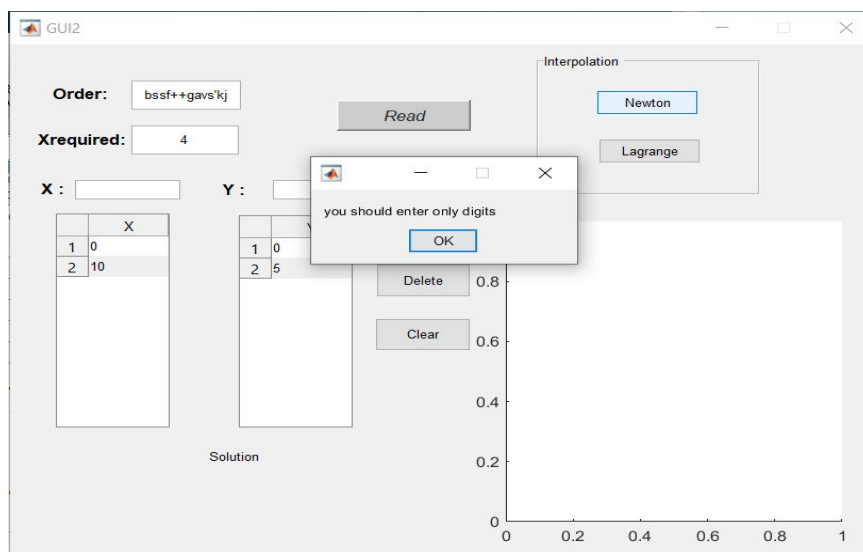 GUI2
Interpolation
Order: bssf++gavs'kj
Newton
Read
Xrequired: 4
Lagrange
X : Y :
you should enter only digits
OK
X
1 0 1 0
2 10 2 5
Delete
Clear
Solution
0.8
0.6
0.4
0.2
0
0 0.2 0.4 0.6 0.8 1